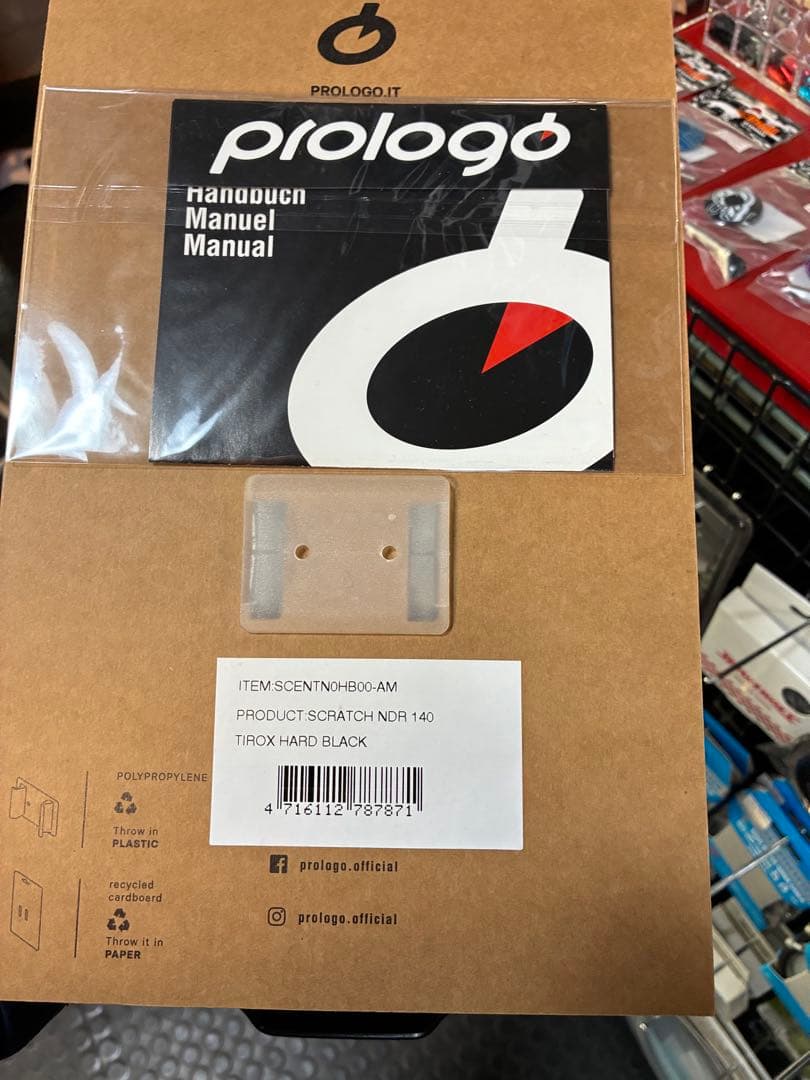 PROLOGO.IT
prologo
Handbuch
Manuel
Manual
ITEM:SCENTN0HB00-AM
PRODUCT:SCRATCH NDR 140
TIROX HARD BLACK
4 716112 787871
POLYPROPYLENE
Throw in
PLASTIC
recycled
cardboard
Throw it in
PAPER
prologo.official
prologo.official